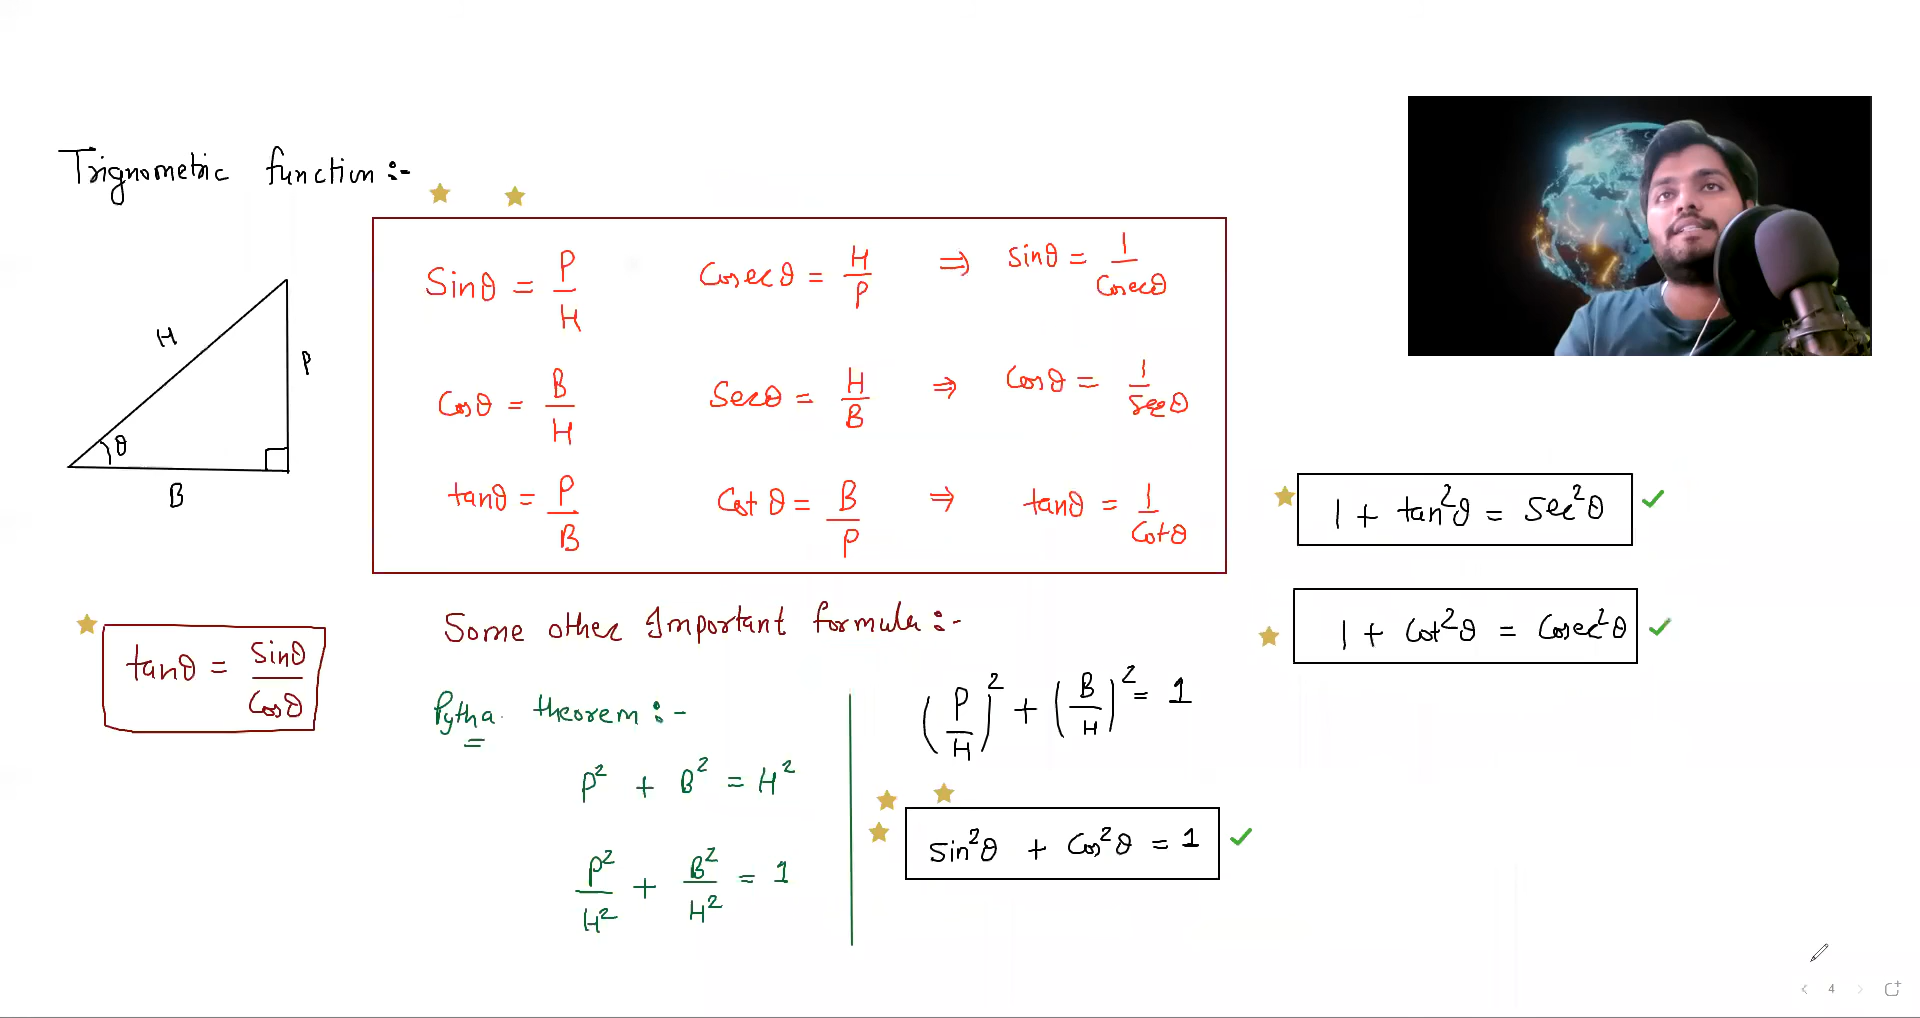 Trignometric function :-
H
P
θ
B
Sinθ = P/H    Cosecθ = H/P ⇒ Sinθ = 1/Cosecθ
Cosθ = B/H    Secθ = H/B ⇒ Cosθ = 1/Secθ
tanθ = P/B    Cotθ = B/P ⇒ tanθ = 1/Cotθ
1 + tan²θ = Sec²θ
1 + Cot²θ = Cosec²θ
tanθ = Sinθ/Cosθ
Some other Important formula :-
Pytha. theorem :-
P² + B² = H²
P²/H² + B²/H² = 1
(P/H)² + (B/H)² = 1
Sin²θ + Cos²θ = 1
4